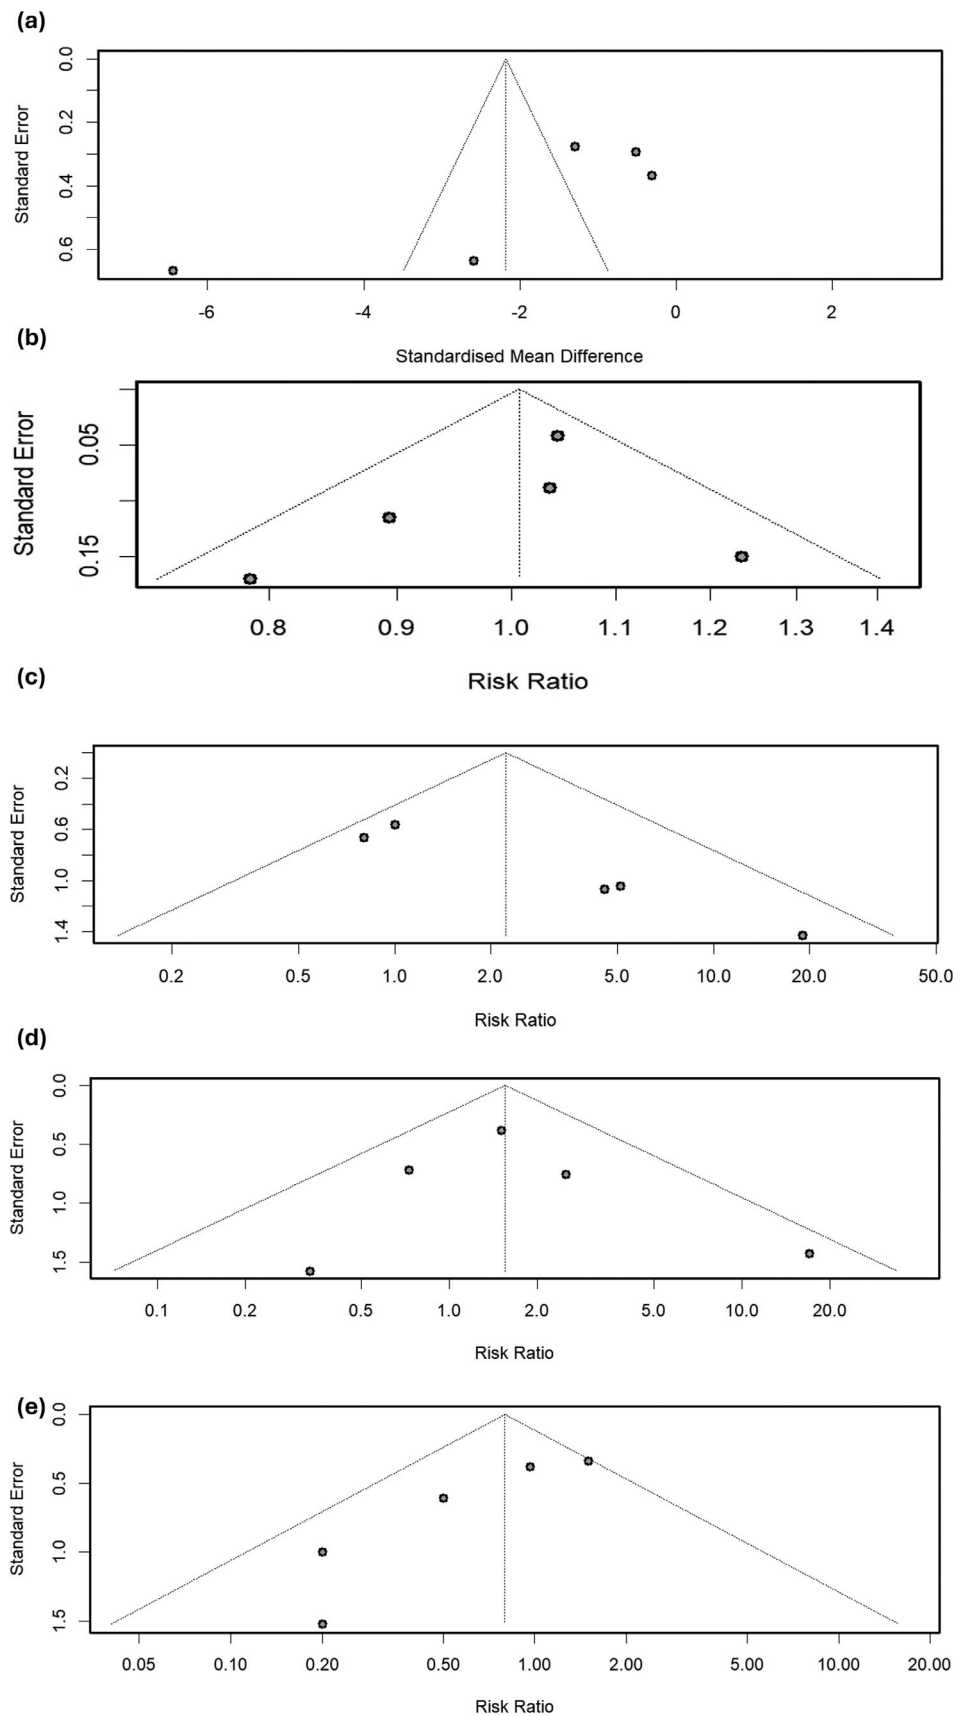 (a)
Standard Error
0.0
0.2
0.4
0.6
-6 -4 -2 0 2
Standardised Mean Difference
(b)
Standard Error
0.05
0.15
0.8 0.9 1.0 1.1 1.2 1.3 1.4
Risk Ratio
(c)
Standard Error
0.2
0.6
1.0
1.4
0.2 0.5 1.0 2.0 5.0 10.0 20.0 50.0
Risk Ratio
(d)
Standard Error
0.0
0.5
1.0
1.5
0.1 0.2 0.5 1.0 2.0 5.0 10.0 20.0
Risk Ratio
(e)
Standard Error
0.0
0.5
1.0
1.5
0.05 0.10 0.20 0.50 1.00 2.00 5.00 10.00 20.00
Risk Ratio